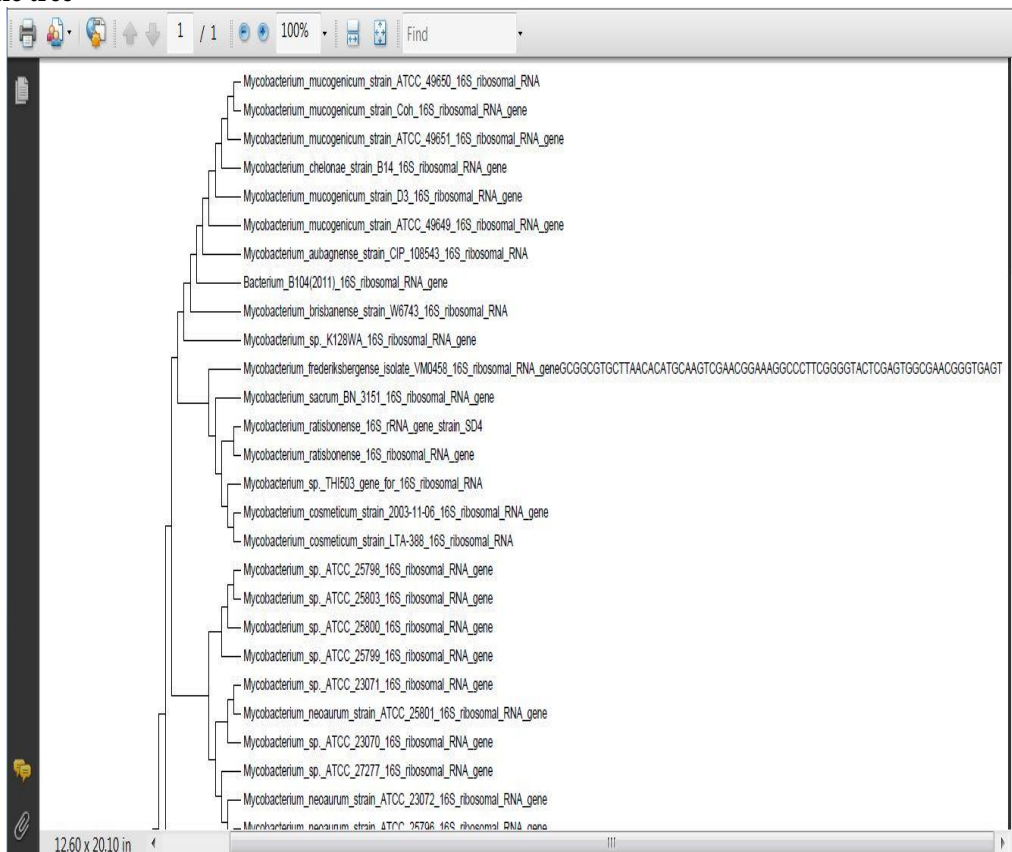 1 / 1 100% Find
Mycobacterium_mucogenicum_strain_ATCC_49650_16S_ribosomal_RNA
Mycobacterium_mucogenicum_strain_Coh_16S_ribosomal_RNA_gene
Mycobacterium_mucogenicum_strain_ATCC_49651_16S_ribosomal_RNA_gene
Mycobacterium_chelonae_strain_B14_16S_ribosomal_RNA_gene
Mycobacterium_mucogenicum_strain_D3_16S_ribosomal_RNA_gene
Mycobacterium_mucogenicum_strain_ATCC_49649_16S_ribosomal_RNA_gene
Mycobacterium_aubagnense_strain_CIP_108543_16S_ribosomal_RNA
Bacterium_B104(2011)_16S_ribosomal_RNA_gene
Mycobacterium_brisbanense_strain_W6743_16S_ribosomal_RNA
Mycobacterium_sp._K128WA_16S_ribosomal_RNA_gene
Mycobacterium_frederiksbergense_isolate_VM0458_16S_ribosomal_RNA_geneGCGGCGTGCTTAACACATGCAAGTCGAACGGAAAGGCCCTTCGGGGTACTCGAGTGGCGAACGGGTGAGT
Mycobacterium_sacrum_BN_3151_16S_ribosomal_RNA_gene
Mycobacterium_ratisbonense_16S_rRNA_gene_strain_SD4
Mycobacterium_ratisbonense_16S_ribosomal_RNA_gene
Mycobacterium_sp._THI503_gene_for_16S_ribosomal_RNA
Mycobacterium_cosmeticum_strain_2003-11-06_16S_ribosomal_RNA_gene
Mycobacterium_cosmeticum_strain_LTA-388_16S_ribosomal_RNA
Mycobacterium_sp._ATCC_25798_16S_ribosomal_RNA_gene
Mycobacterium_sp._ATCC_25803_16S_ribosomal_RNA_gene
Mycobacterium_sp._ATCC_25800_16S_ribosomal_RNA_gene
Mycobacterium_sp._ATCC_25799_16S_ribosomal_RNA_gene
Mycobacterium_sp._ATCC_23071_16S_ribosomal_RNA_gene
Mycobacterium_neoaurum_strain_ATCC_25801_16S_ribosomal_RNA_gene
Mycobacterium_sp._ATCC_23070_16S_ribosomal_RNA_gene
Mycobacterium_sp._ATCC_27277_16S_ribosomal_RNA_gene
Mycobacterium_neoaurum_strain_ATCC_23072_16S_ribosomal_RNA_gene
Mycobacterium_neoaurum_strain_ATCC_25796_16S_ribosomal_RNA_gene
12.60 x 20.10 in